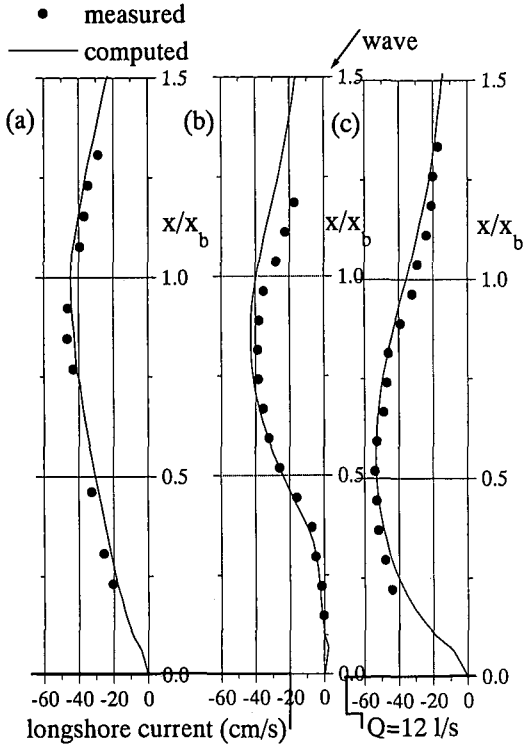 measured
computed
wave
1.5 1.5 1.5
(a) (b) (c)
x/x_b x/x_b x/x_b
1.0 1.0 1.0
0.5 0.5 0.5
0.0 0.0 0.0
-60 -40 -20 0 -60 -40 -20 0 -60 -40 -20 0
longshore current (cm/s) Q=12 l/s